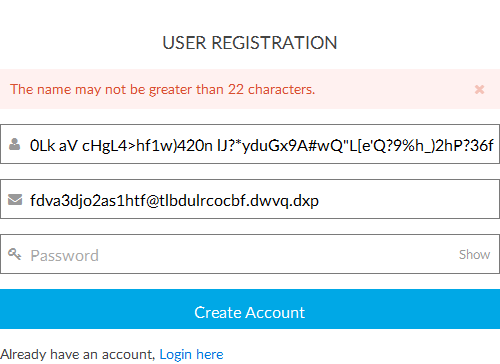 USER REGISTRATION
The name may not be greater than 22 characters. ×
0Lk aV cHgL4>hf1w)420n lJ?*yduGx9A#wQ"L[e'Q?9%h_)2hP?36f
fdva3djo2as1htf@tlbdulrcocbf.dwvq.dxp
Password Show
Create Account
Already have an account, Login here